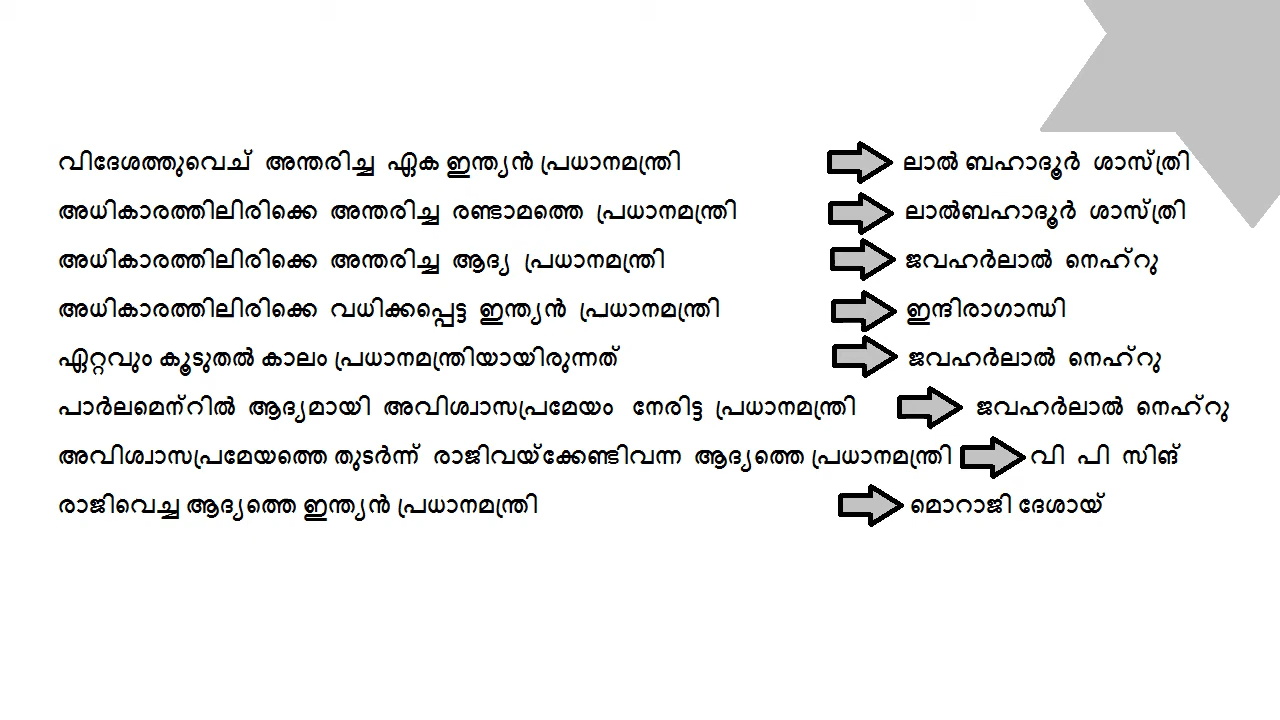 വിദേശത്തുവെച് അന്തരിച്ച ഏക ഇന്ത്യൻ പ്രധാനമന്ത്രി ലാൽ ബഹാദൂർ ശാസ്ത്രി
അധികാരത്തിലിരിക്കെ അന്തരിച്ച രണ്ടാമത്തെ പ്രധാനമന്ത്രി ലാൽബഹാദൂർ ശാസ്ത്രി
അധികാരത്തിലിരിക്കെ അന്തരിച്ച ആദ്യ പ്രധാനമന്ത്രി ജവഹർലാൽ നെഹ്റു
അധികാരത്തിലിരിക്കെ വധിക്കപ്പെട്ട ഇന്ത്യൻ പ്രധാനമന്ത്രി ഇന്ദിരാഗാന്ധി
ഏറ്റവും കൂടുതൽ കാലം പ്രധാനമന്ത്രിയായിരുന്നത് ജവഹർലാൽ നെഹ്റു
പാർലമെന്റിൽ ആദ്യമായി അവിശ്വാസപ്രമേയം നേരിട്ട പ്രധാനമന്ത്രി ജവഹർലാൽ നെഹ്റു
അവിശ്വാസപ്രമേയത്തെ തുടർന്ന് രാജിവയ്ക്കേണ്ടിവന്ന ആദ്യത്തെ പ്രധാനമന്ത്രി വി പി സിങ്
രാജിവെച്ച ആദ്യത്തെ ഇന്ത്യൻ പ്രധാനമന്ത്രി മൊറാജി ദേശായ്